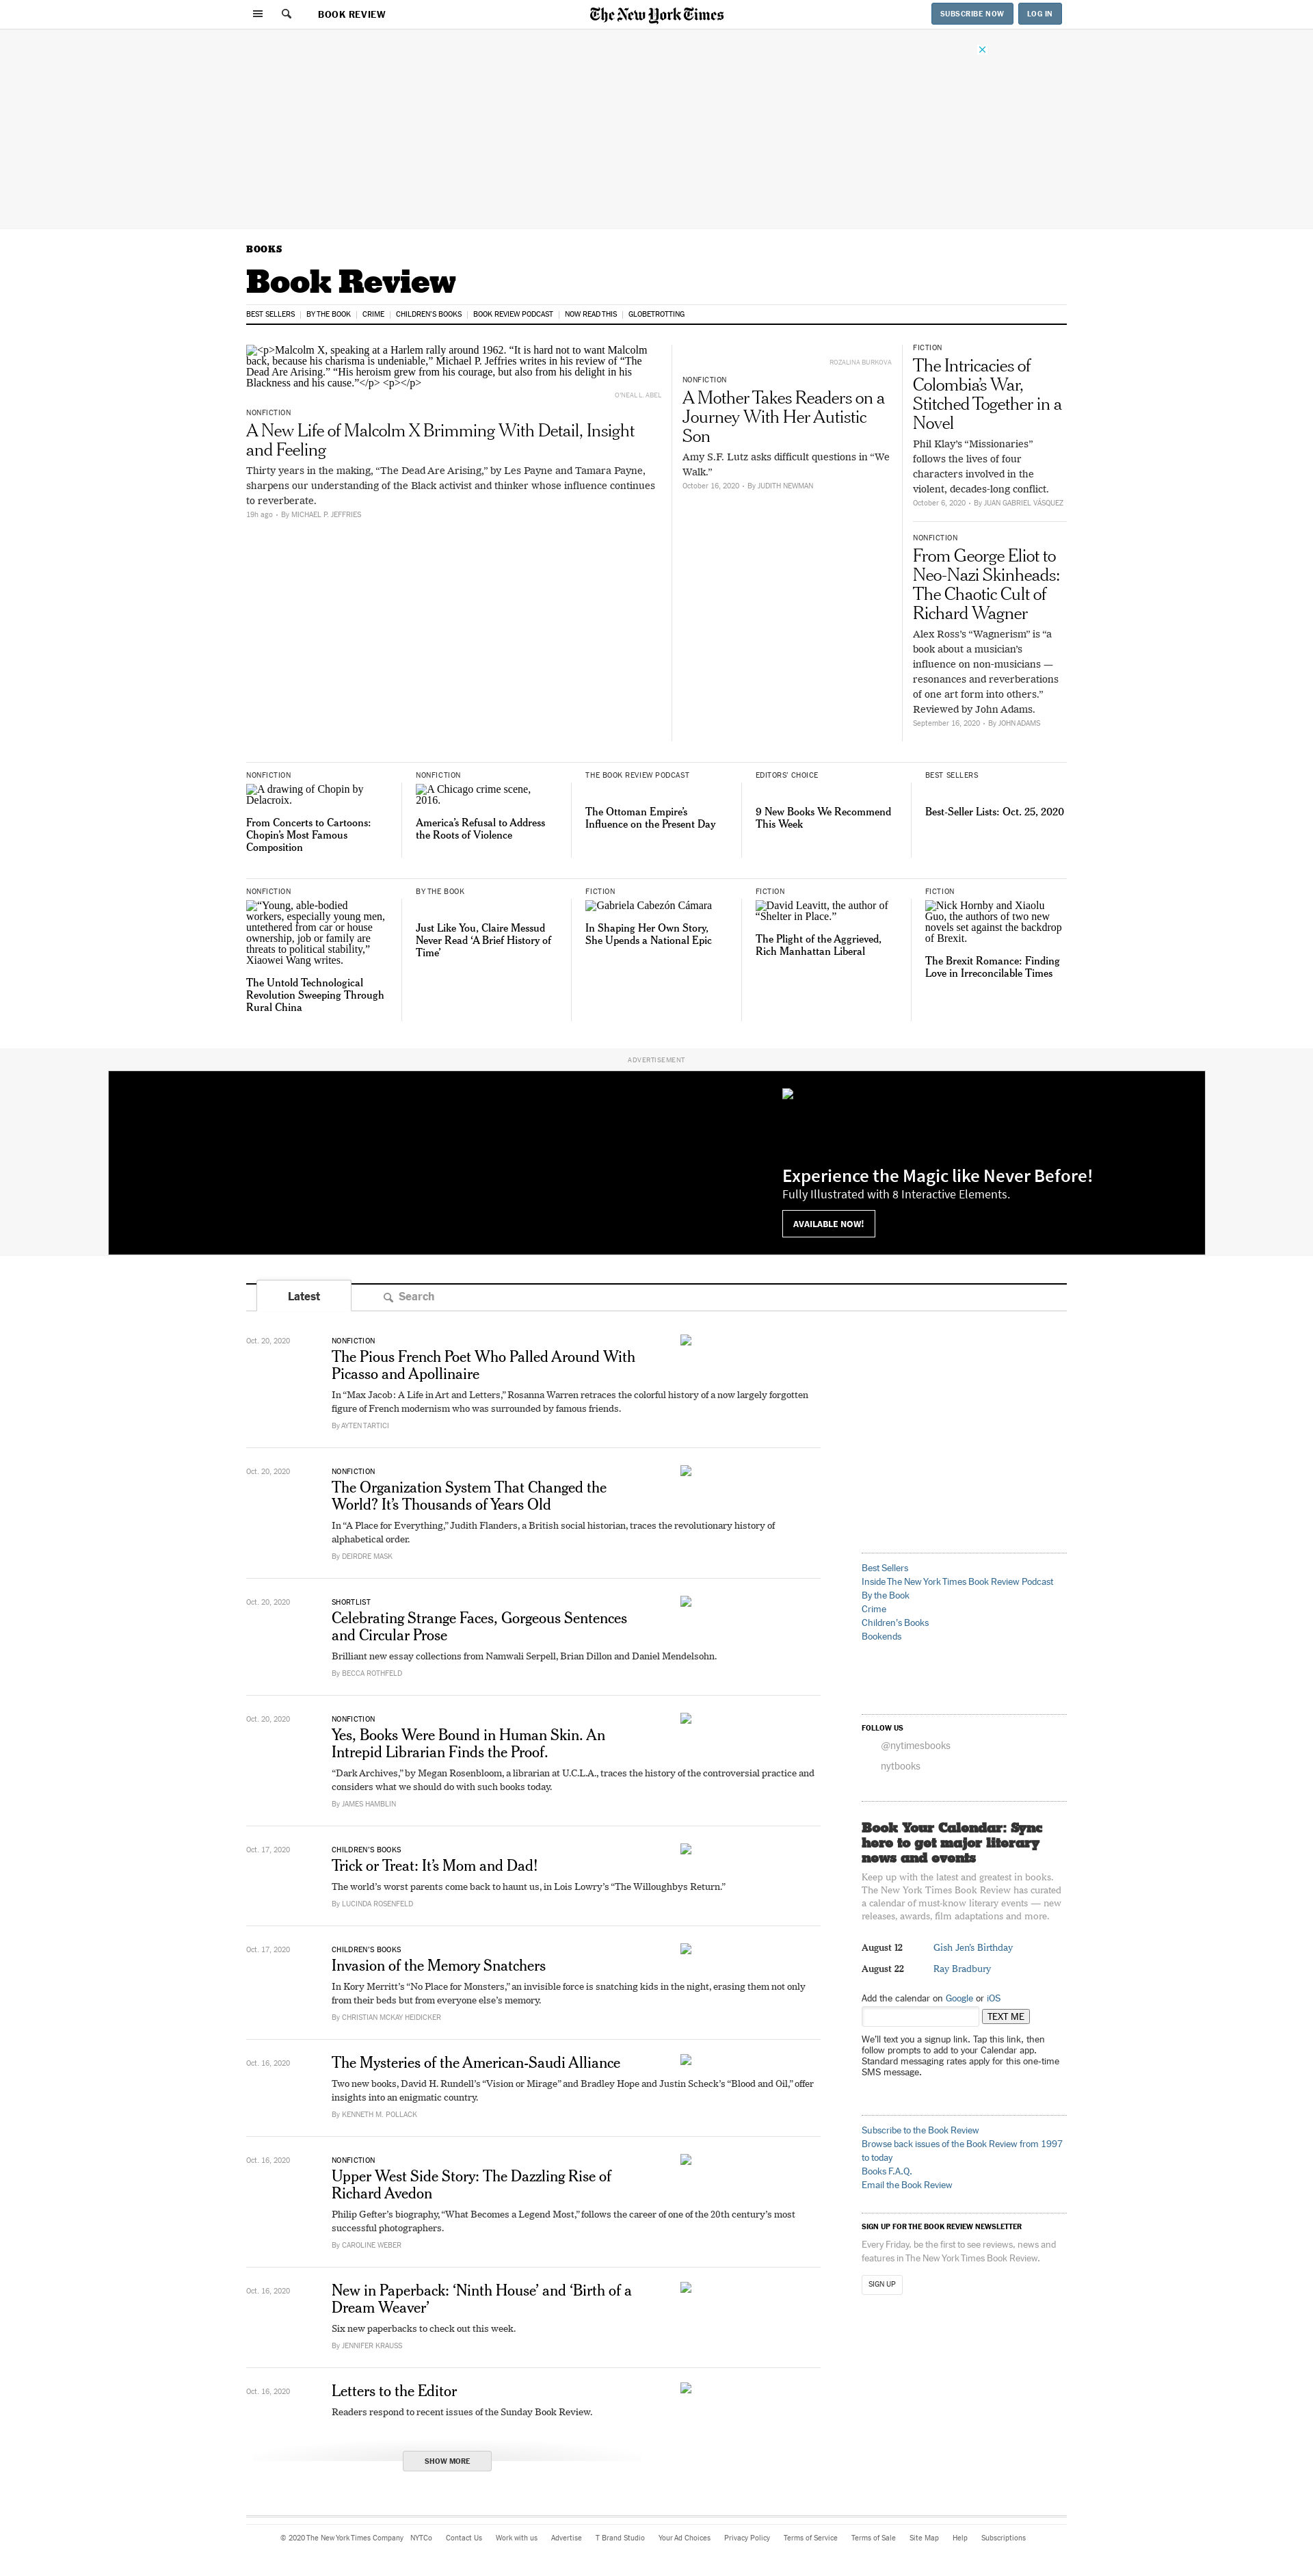 BOOK REVIEW
The New York Times
SUBSCRIBE NOW
LOG IN
BOOKS
Book Review
BEST SELLERS
BY THE BOOK
CRIME
CHILDREN'S BOOKS
BOOK REVIEW PODCAST
NOW READ THIS
GLOBETROTTING
<p>Malcolm X, speaking at a Harlem rally around 1962. “It is hard not to want Malcolm
back, because his charisma is undeniable,” Michael P. Jeffries writes in his review of “The
Dead Are Arising.” “His heroism grew from his courage, but also from his delight in
Blackness and his cause.”</p> <p></p>
O'NEAL L. ABEL
NONFICTION
A New Life of Malcolm X Brimming With Detail, Insight
and Feeling
Thirty years in the making, “The Dead Are Arising,” by Les Payne and Tamara Payne,
sharpens our understanding of the Black activist and thinker whose influence continues
to reverberate.
19h ago • By MICHAEL P. JEFFRIES
ROZALINA BURKOVA
NONFICTION
A Mother Takes Readers on a
Journey With Her Autistic
Son
Amy S.F. Lutz asks difficult questions in “We
Walk.”
October 16, 2020 • By JUDITH NEWMAN
FICTION
The Intricacies of
Colombia’s War,
Stitched Together in a
Novel
Phil Klay’s “Missionaries”
follows the lives of four
characters involved in the
violent, decades-long conflict.
October 6, 2020 • By JUAN GABRIEL VÁSQUEZ
NONFICTION
From George Eliot to
Neo-Nazi Skinheads:
The Chaotic Cult of
Richard Wagner
Alex Ross’s “Wagnerism” is “a
book about a musician’s
influence on non-musicians —
resonances and reverberations
of one art form into others.”
Reviewed by John Adams.
September 16, 2020 • By JOHN ADAMS
NONFICTION
A drawing of Chopin by
Delacroix.
From Concerts to Cartoons:
Chopin’s Most Famous
Composition
NONFICTION
A Chicago crime scene,
2016.
America’s Refusal to Address
the Roots of Violence
THE BOOK REVIEW PODCAST
The Ottoman Empire’s
Influence on the Present Day
EDITORS’ CHOICE
9 New Books We Recommend
This Week
BEST SELLERS
Best-Seller Lists: Oct. 25, 2020
NONFICTION
“Young, able-bodied
workers, especially young men,
untethered from car or house
ownership, job or family are
threats to political stability,”
Xiaowei Wang writes.
The Untold Technological
Revolution Sweeping Through
Rural China
BY THE BOOK
Just Like You, Claire Messud
Never Read ‘A Brief History of
Time’
FICTION
Gabriela Cabezón Cámara
In Shaping Her Own Story,
She Upends a National Epic
FICTION
David Leavitt, the author of
“Shelter in Place.”
The Plight of the Aggrieved,
Rich Manhattan Liberal
FICTION
Nick Hornby and Xiaolu
Guo, the authors of two new
novels set against the backdrop
of Brexit.
The Brexit Romance: Finding
Love in Irreconcilable Times
ADVERTISEMENT
Experience the Magic like Never Before!
Fully Illustrated with 8 Interactive Elements.
AVAILABLE NOW!
Latest
Search
Oct. 20, 2020
NONFICTION
The Pious French Poet Who Palled Around With
Picasso and Apollinaire
In “Max Jacob: A Life in Art and Letters,” Rosanna Warren retraces the colorful history of a now largely forgotten
figure of French modernism who was surrounded by famous friends.
By AYTEN TARTICI
Oct. 20, 2020
NONFICTION
The Organization System That Changed the
World? It’s Thousands of Years Old
In “A Place for Everything,” Judith Flanders, a British social historian, traces the revolutionary history of
alphabetical order.
By DEIRDRE MASK
Oct. 20, 2020
SHORTLIST
Celebrating Strange Faces, Gorgeous Sentences
and Circular Prose
Brilliant new essay collections from Namwali Serpell, Brian Dillon and Daniel Mendelsohn.
By BECCA ROTHFELD
Oct. 20, 2020
NONFICTION
Yes, Books Were Bound in Human Skin. An
Intrepid Librarian Finds the Proof.
“Dark Archives,” by Megan Rosenbloom, a librarian at U.C.L.A., traces the history of the controversial practice and
considers what we should do with such books today.
By JAMES HAMBLIN
Oct. 17, 2020
CHILDREN’S BOOKS
Trick or Treat: It’s Mom and Dad!
The world’s worst parents come back to haunt us, in Lois Lowry’s “The Willoughbys Return.”
By LUCINDA ROSENFELD
Oct. 17, 2020
CHILDREN’S BOOKS
Invasion of the Memory Snatchers
In Kory Merritt’s “No Place for Monsters,” an invisible force is snatching kids in the night, erasing them not only
from their beds but from everyone else’s memory.
By CHRISTIAN MCKAY HEIDICKER
Oct. 16, 2020
The Mysteries of the American-Saudi Alliance
Two new books, David H. Rundell’s “Vision or Mirage” and Bradley Hope and Justin Scheck’s “Blood and Oil,” offer
insights into an enigmatic country.
By KENNETH M. POLLACK
Oct. 16, 2020
NONFICTION
Upper West Side Story: The Dazzling Rise of
Richard Avedon
Philip Gefter’s biography, “What Becomes a Legend Most,” follows the career of one of the 20th century’s most
successful photographers.
By CAROLINE WEBER
Oct. 16, 2020
New in Paperback: ‘Ninth House’ and ‘Birth of a
Dream Weaver’
Six new paperbacks to check out this week.
By JENNIFER KRAUSS
Oct. 16, 2020
Letters to the Editor
Readers respond to recent issues of the Sunday Book Review.
SHOW MORE
Best Sellers
Inside The New York Times Book Review Podcast
By the Book
Crime
Children's Books
Bookends
FOLLOW US
@nytimesbooks
nytbooks
Book Your Calendar: Sync
here to get major literary
news and events
Keep up with the latest and greatest in books.
The New York Times Book Review has curated
a calendar of must-know literary events — new
releases, awards, film adaptations and more.
August 12 Gish Jen’s Birthday
August 22 Ray Bradbury
Add the calendar on Google or iOS
TEXT ME
We’ll text you a signup link. Tap this link, then
follow prompts to add to your Calendar app.
Standard messaging rates apply for this one-time
SMS message.
Subscribe to the Book Review
Browse back issues of the Book Review from 1997
to today
Books F.A.Q.
Email the Book Review
SIGN UP FOR THE BOOK REVIEW NEWSLETTER
Every Friday, be the first to see reviews, news and
features in The New York Times Book Review.
SIGN UP
© 2020 The New York Times Company NYTCo Contact Us Work with us Advertise T Brand Studio Your Ad Choices Privacy Policy Terms of Service Terms of Sale Site Map Help Subscriptions